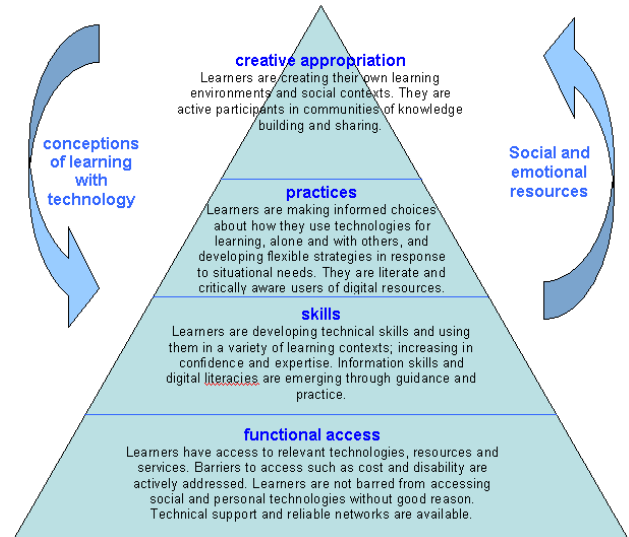 creative appropriation
Learners are creating their own learning
environments and social contexts. They are
active participants in communities of knowledge
building and sharing.
conceptions
of learning
with
technology
Social and
emotional
resources
practices
Learners are making informed choices
about how they use technologies for
learning, alone and with others, and
developing flexible strategies in response
to situational needs. They are literate and
critically aware users of digital resources.
skills
Learners are developing technical skills and using
them in a variety of learning contexts; increasing in
confidence and expertise. Information skills and
digital literacies are emerging through guidance and
practice.
functional access
Learners have access to relevant technologies, resources and
services. Barriers to access such as cost and disability are
actively addressed. Learners are not barred from accessing
social and personal technologies without good reason.
Technical support and reliable networks are available.